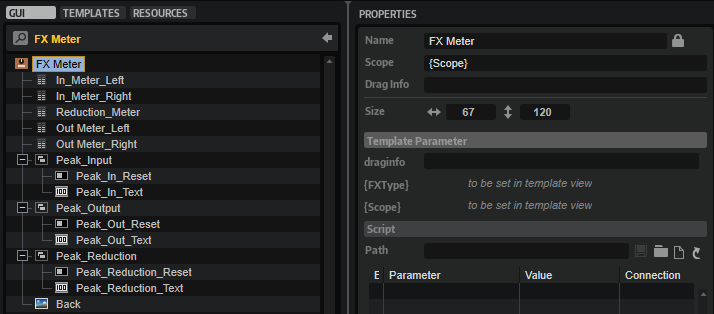 GUI TEMPLATES RESOURCES
FX Meter
FX Meter
In_Meter_Left
In_Meter_Right
Reduction_Meter
Out Meter_Left
Out Meter_Right
Peak_Input
Peak_In_Reset
Peak_In_Text
Peak_Output
Peak_Out_Reset
Peak_Out_Text
Peak_Reduction
Peak_Reduction_Reset
Peak_Reduction_Text
Back
PROPERTIES
Name FX Meter
Scope {Scope}
Drag Info
Size 67 120
Template Parameter
draginfo
{FXType} to be set in template view
{Scope} to be set in template view
Script
Path
E Parameter Value Connection